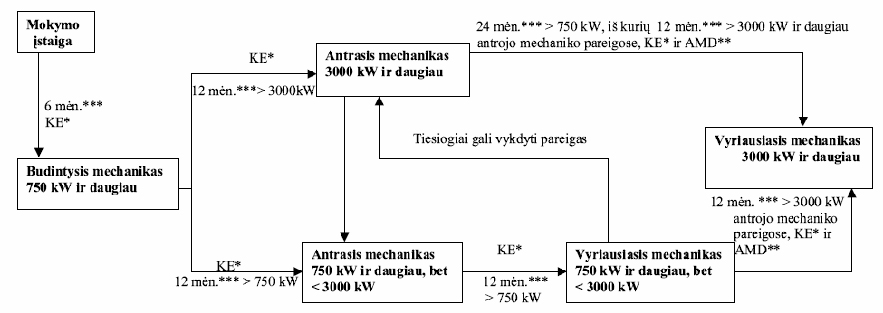 Mokymo
įstaiga
6 mėn.***
KE*
Budintysis mechanikas
750 kW ir daugiau
KE*
12 mėn.***> 3000kW
Antrasis mechanikas
3000 kW ir daugiau
24 mėn.*** > 750 kW, iš kurių 12 mėn.*** > 3000 kW ir daugiau
antrojo mechaniko pareigose, KE* ir AMD**
Tiesiogiai gali vykdyti pareigas
Vyriausiasis mechanikas
3000 kW ir daugiau
12 mėn. *** > 3000 kW
antrojo mechaniko
pareigose, KE* ir
AMD**
KE*
12 mėn.*** > 750 kW
Antrasis mechanikas
750 kW ir daugiau, bet
< 3000 kW
KE*
12 mėn.***
> 750 kW
Vyriausiasis mechanikas
750 kW ir daugiau, bet
< 3000 kW